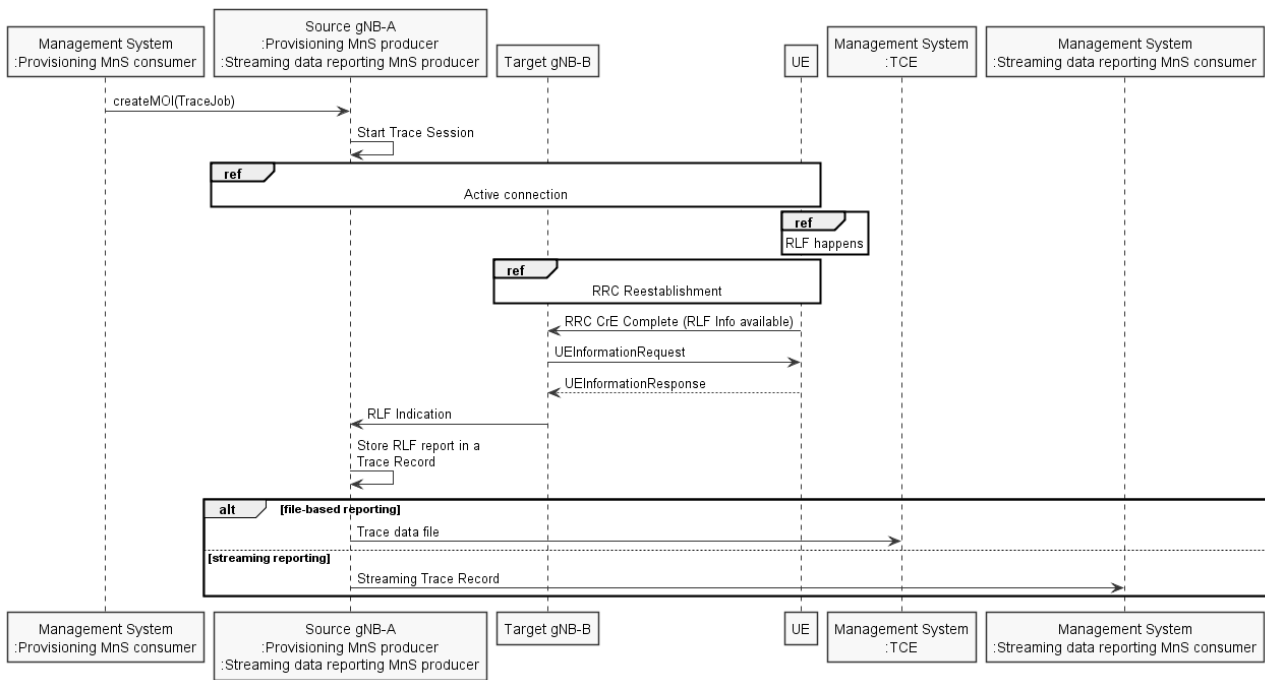 Management System
:Provisioning MnS consumer
Source gNB-A
:Provisioning MnS producer
:Streaming data reporting MnS producer
Target gNB-B
UE
Management System
:TCE
Management System
:Streaming data reporting MnS consumer
createMOI(TraceJob)
Start Trace Session
ref
Active connection
ref
RLF happens
ref
RRC Reestablishment
RRC CrE Complete (RLF Info available)
UEInformationRequest
UEInformationResponse
RLF Indication
Store RLF report in a
Trace Record
alt [file-based reporting]
Trace data file
[streaming reporting]
Streaming Trace Record
Management System
:Provisioning MnS consumer
Source gNB-A
:Provisioning MnS producer
:Streaming data reporting MnS producer
Target gNB-B
UE
Management System
:TCE
Management System
:Streaming data reporting MnS consumer